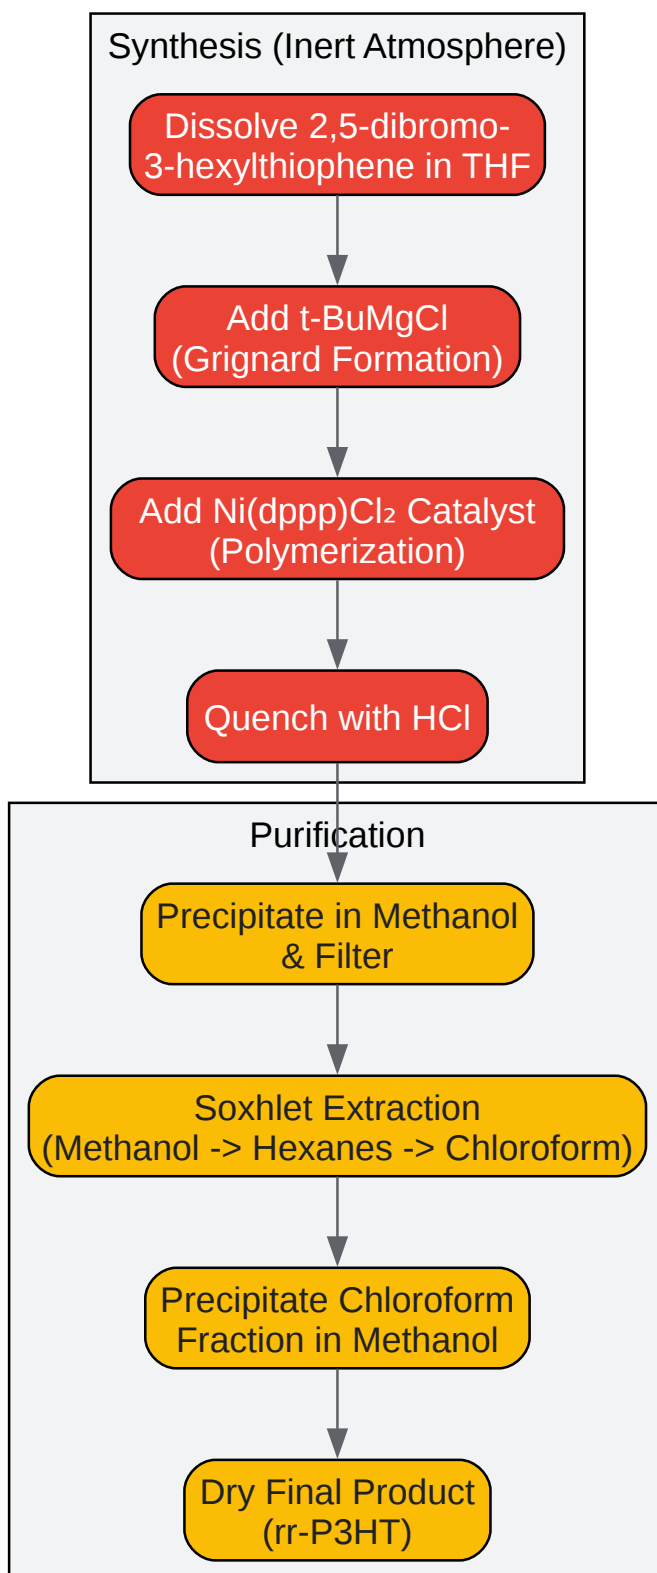 Synthesis (Inert Atmosphere)
Dissolve 2,5-dibromo-
3-hexylthiophene in THF
Add t-BuMgCl
(Grignard Formation)
Add Ni(dppp)Cl₂ Catalyst
(Polymerization)
Quench with HCl
Purification
Precipitate in Methanol
& Filter
Soxhlet Extraction
(Methanol -> Hexanes -> Chloroform)
Precipitate Chloroform
Fraction in Methanol
Dry Final Product
(rr-P3HT)